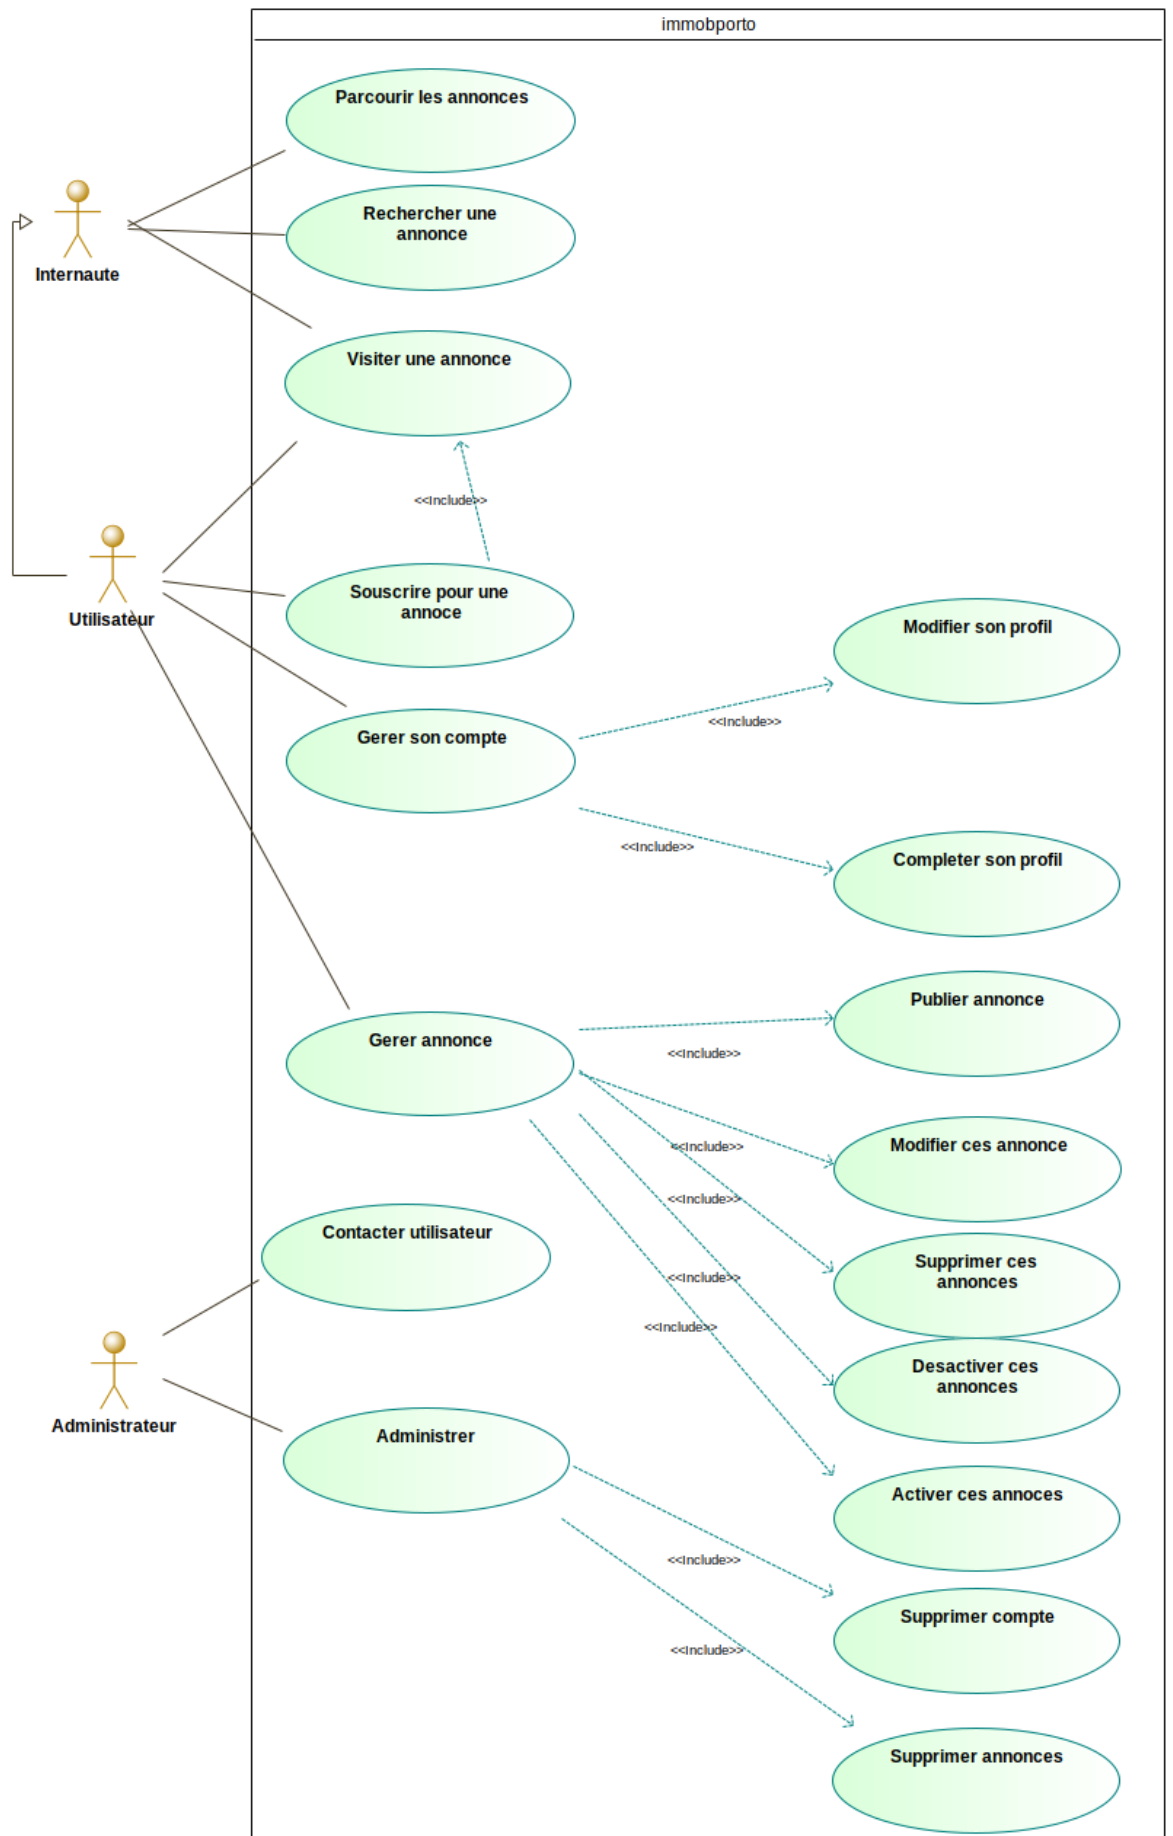 immobporto
Parcourir les annonces
Rechercher une
annonce
Internaute
Visiter une annonce
<<Include>>
Souscrire pour une
annoce
Utilisateur
Modifier son profil
<<Include>>
Gerer son compte
<<Include>>
Completer son profil
Publier annonce
Gerer annonce
<<Include>>
Modifier ces annonce
<<Include>>
<<Include>>
Contacter utilisateur
Supprimer ces
annonces
<<Include>>
<<Include>>
Desactiver ces
annonces
Administrateur
Administrer
Activer ces annoces
<<Include>>
Supprimer compte
<<Include>>
Supprimer annonces